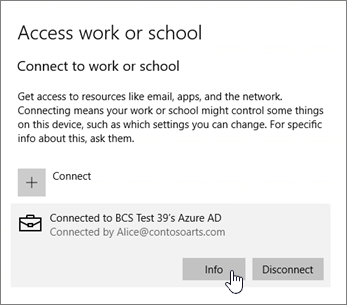 Access work or school
Connect to work or school
Get access to resources like email, apps, and the network.
Connecting means your work or school might control some things
on this device, such as which settings you can change. For specific
info about this, ask them.
Connect
Connected to BCS Test 39's Azure AD
Connected by Alice@contosoarts.com
Info Disconnect